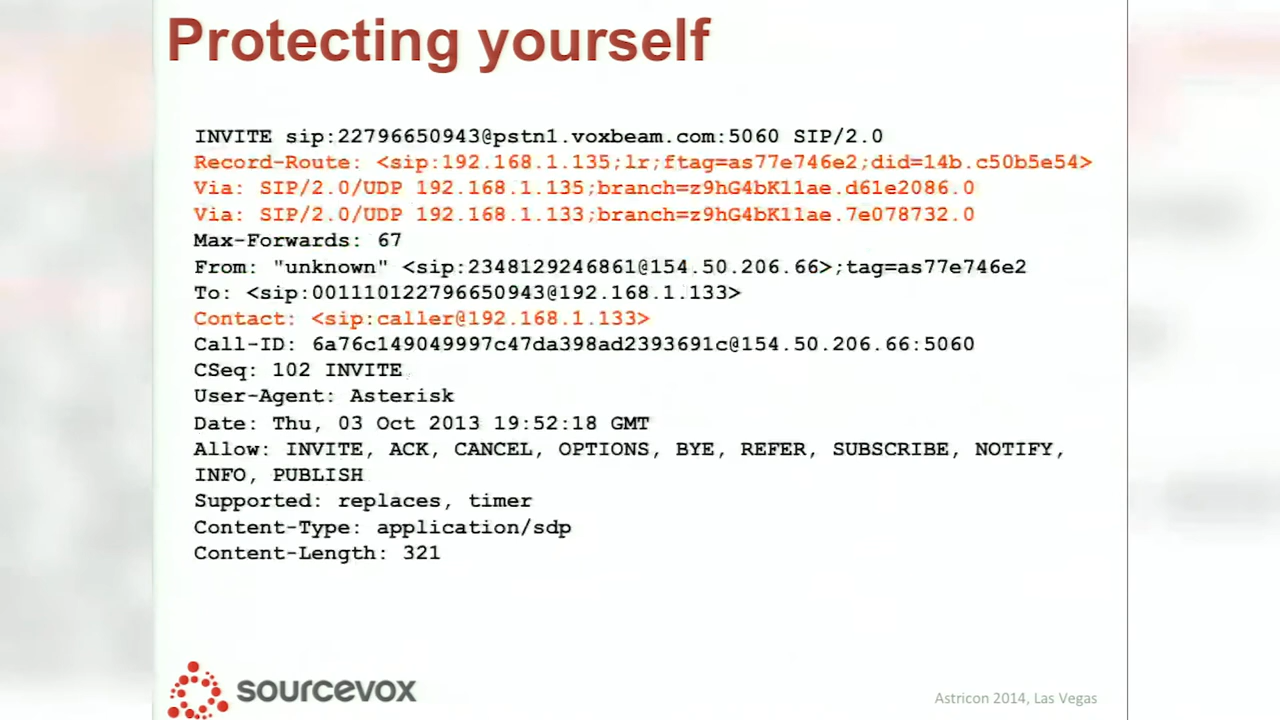 Protecting yourself
INVITE sip:22796650943@pstn1.voxbeam.com:5060 SIP/2.0
Record-Route: <sip:192.168.1.135;lr;ftag=as77e746e2;did=14b.c50b5e54>
Via: SIP/2.0/UDP 192.168.1.135;branch=z9hG4bK11ae.d61e2086.0
Via: SIP/2.0/UDP 192.168.1.133;branch=z9hG4bK11ae.7e078732.0
Max-Forwards: 67
From: "unknown" <sip:2348129246861@154.50.206.66>;tag=as77e746e2
To: <sip:0011101122796650943@192.168.1.133>
Contact: <sip:caller@192.168.1.133>
Call-ID: 6a76c149049997c47da398ad2393691c@154.50.206.66:5060
CSeq: 102 INVITE
User-Agent: Asterisk
Date: Thu, 03 Oct 2013 19:52:18 GMT
Allow: INVITE, ACK, CANCEL, OPTIONS, BYE, REFER, SUBSCRIBE, NOTIFY,
INFO, PUBLISH
Supported: replaces, timer
Content-Type: application/sdp
Content-Length: 321
sourcevox
Astricon 2014, Las Vegas